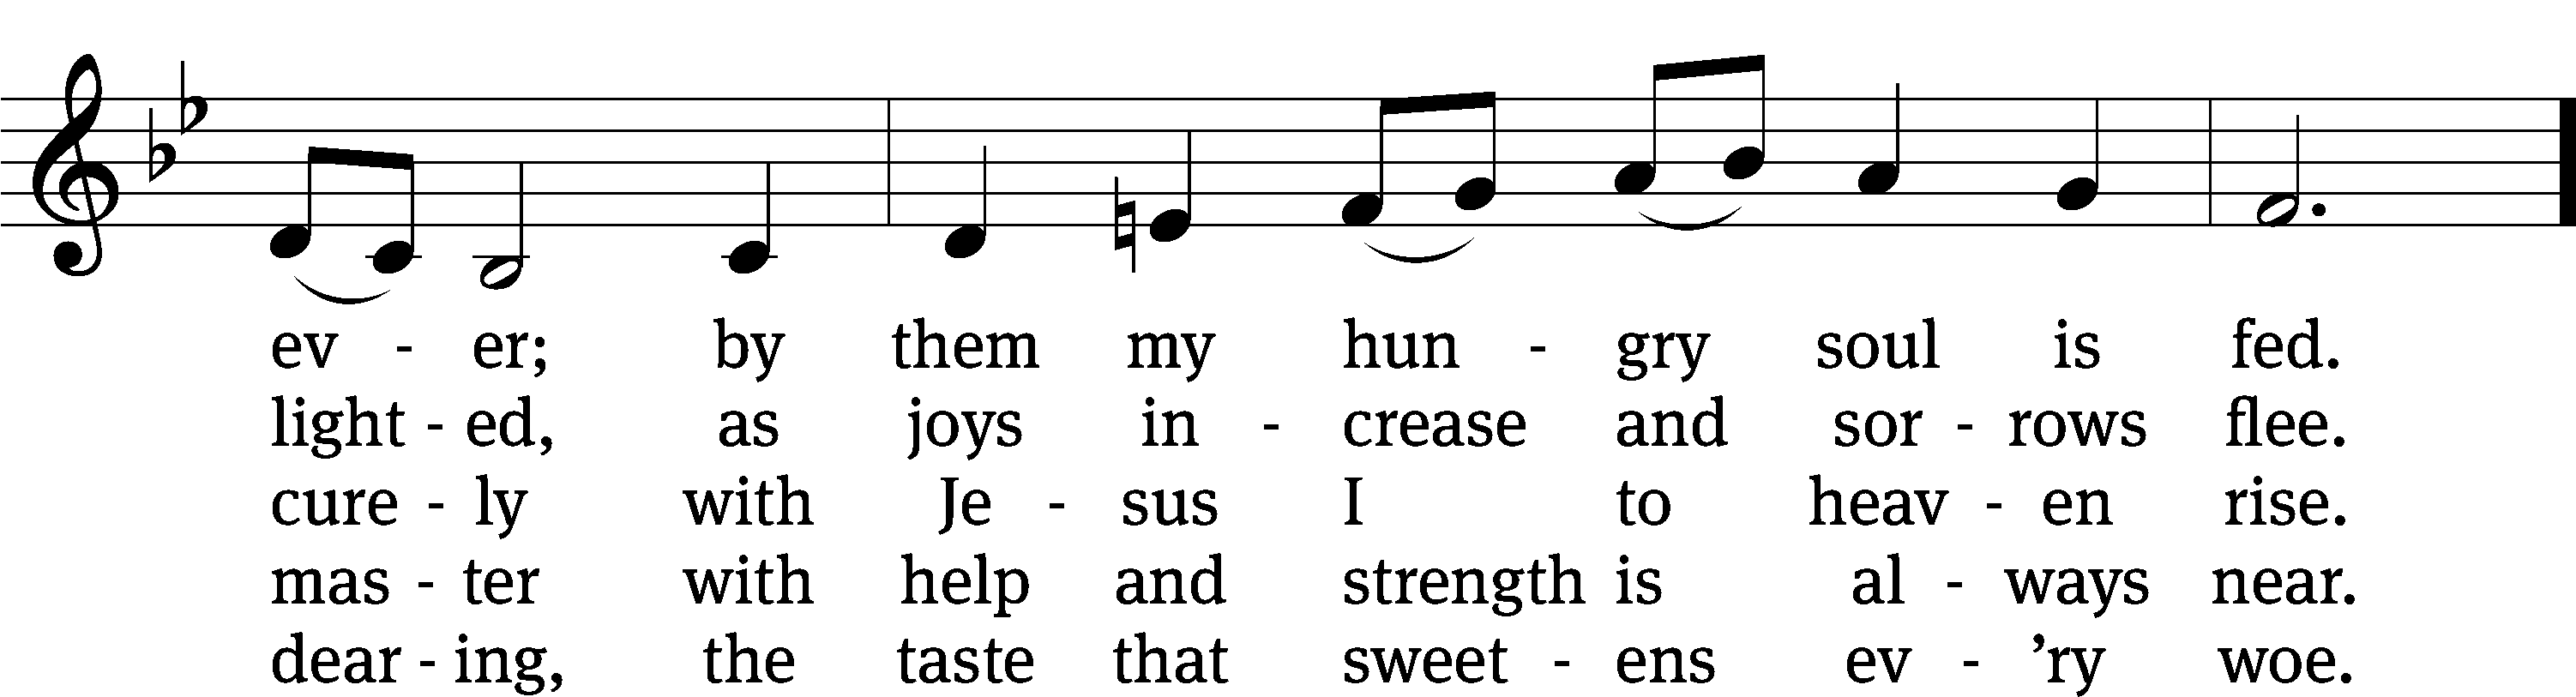 ev - er; by them my hun - gry soul is fed.
light - ed, as joys in - crease and sor - rows flee.
cure - ly with Je - sus I to heav - en rise.
mas - ter with help and strength is al - ways near.
dear - ing, the taste that sweet - ens ev - ’ry woe.